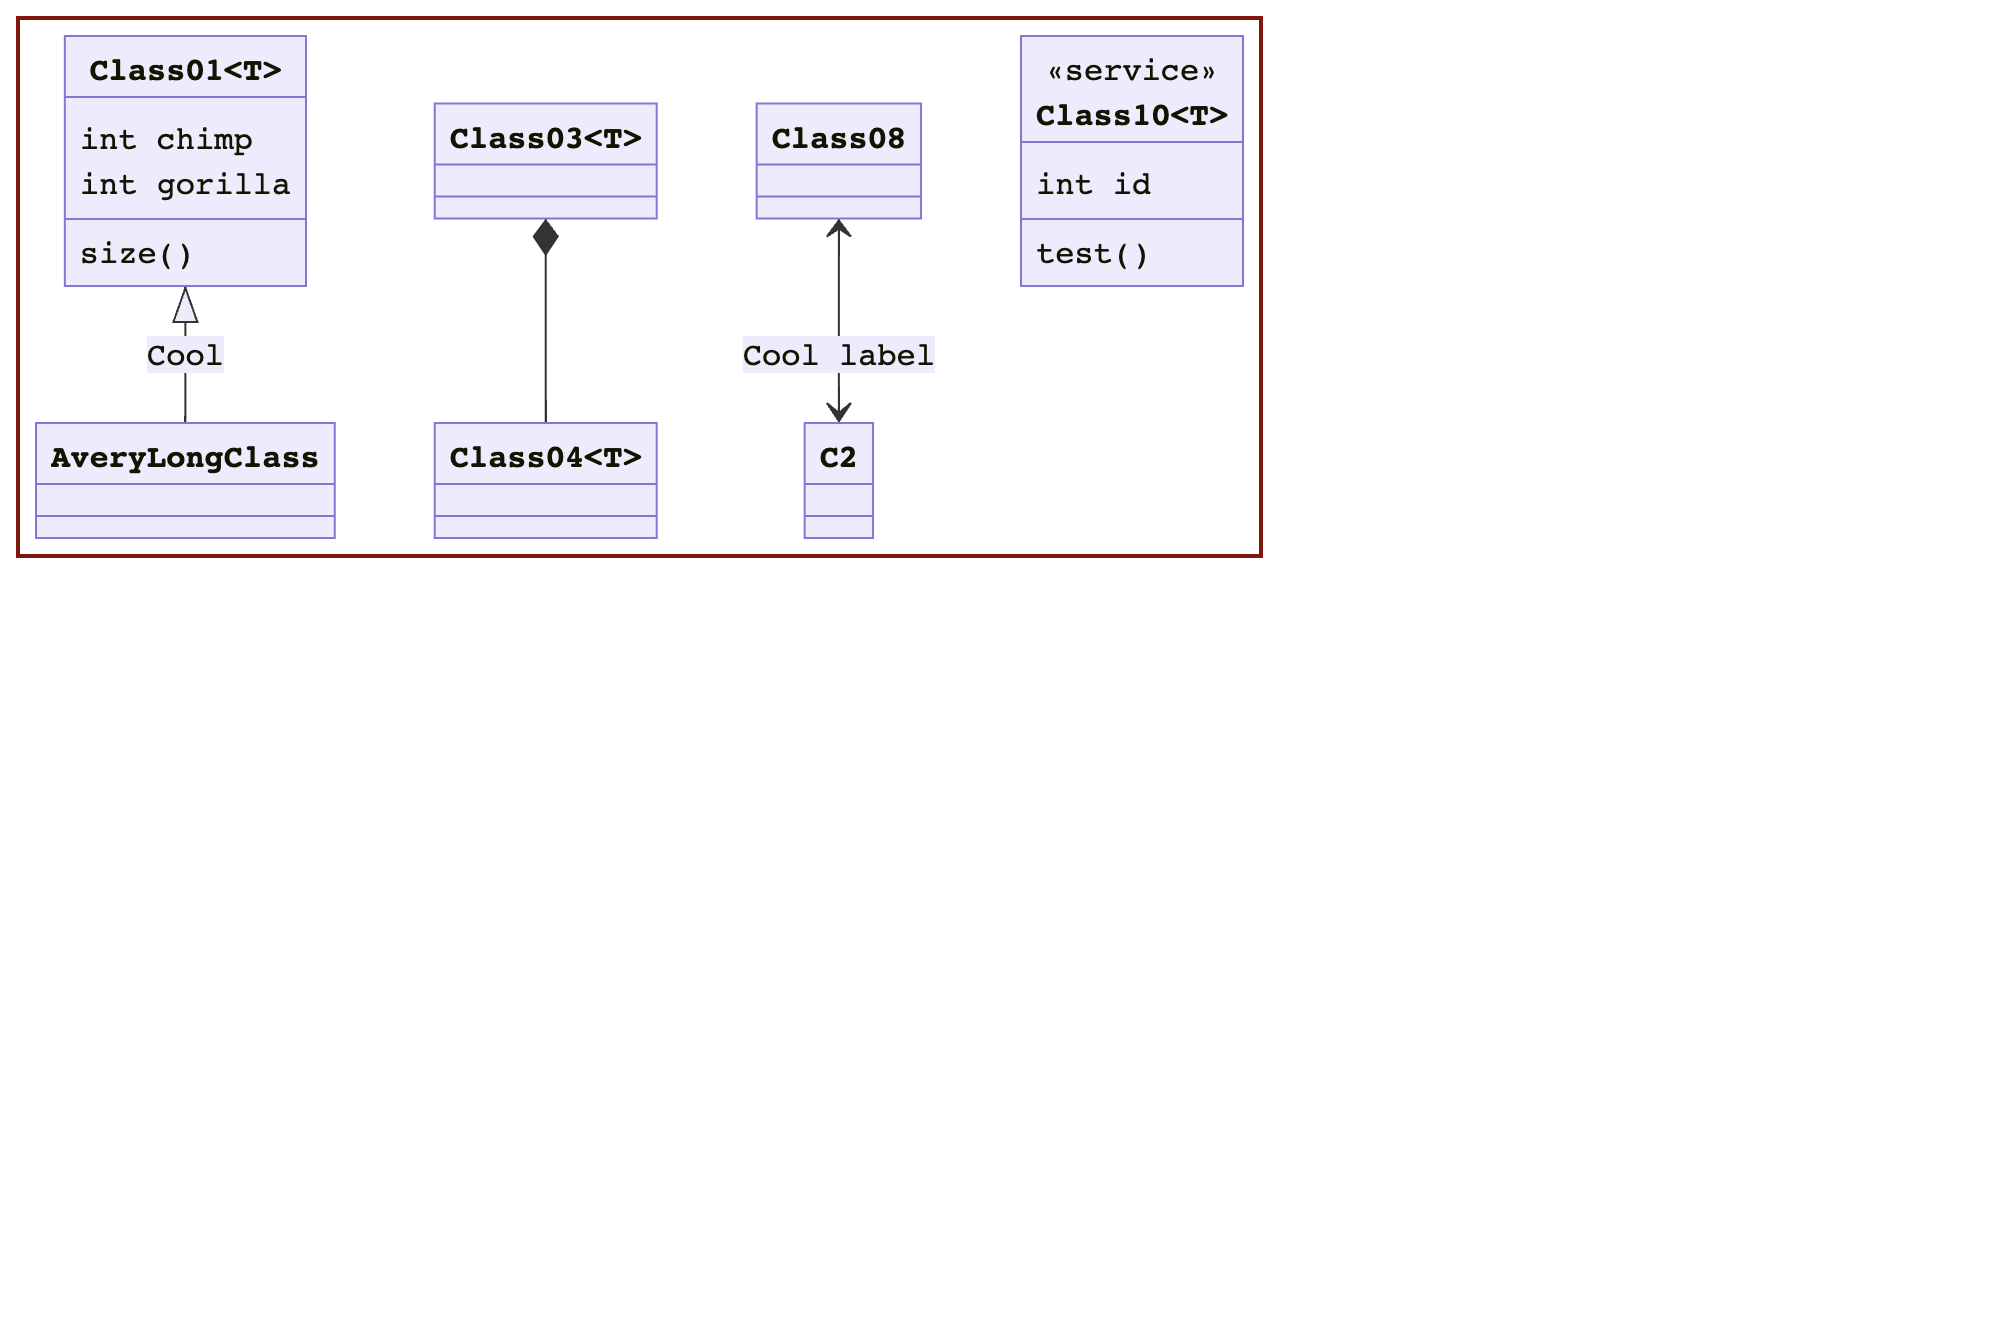 Class01<T>
int chimp
int gorilla
size()
Cool
AveryLongClass
Class03<T>
Class04<T>
Class08
Cool label
C2
«service»
Class10<T>
int id
test()